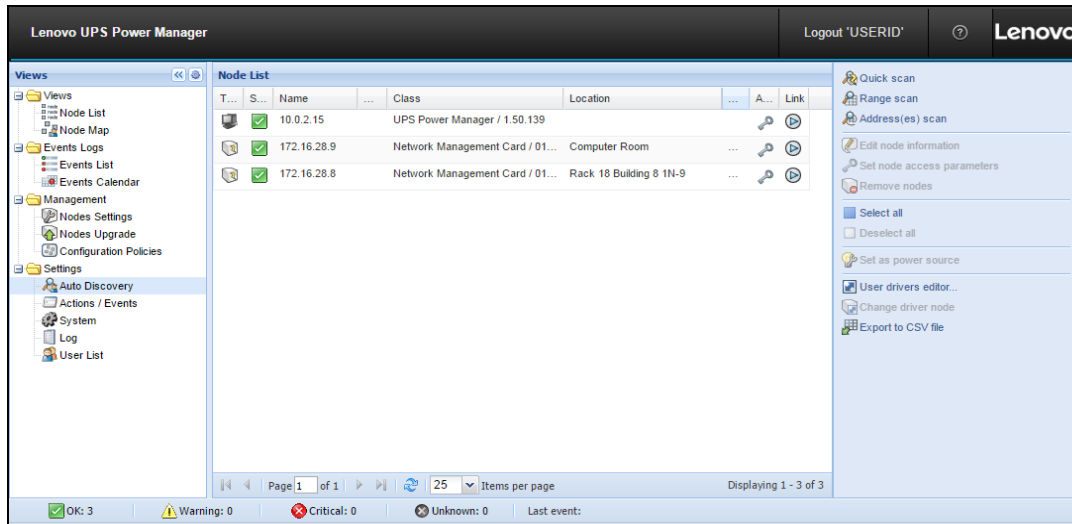 Lenovo UPS Power Manager
Logout 'USERID'
?
Lenovo
Views
Views
Node List
Node Map
Events Logs
Events List
Events Calendar
Management
Nodes Settings
Nodes Upgrade
Configuration Policies
Settings
Auto Discovery
Actions / Events
System
Log
User List
Node List
T... S... Name ... Class Location ... A... Link
10.0.2.15 UPS Power Manager / 1.50.139
172.16.28.9 Network Management Card / 01... Computer Room ...
172.16.28.8 Network Management Card / 01... Rack 18 Building 8 1N-9 ...
Page 1 of 1 25 Items per page Displaying 1 - 3 of 3
Quick scan
Range scan
Address(es) scan
Edit node information
Set node access parameters
Remove nodes
Select all
Deselect all
Set as power source
User drivers editor...
Change driver node
Export to CSV file
OK: 3 Warning: 0 Critical: 0 Unknown: 0 Last event: